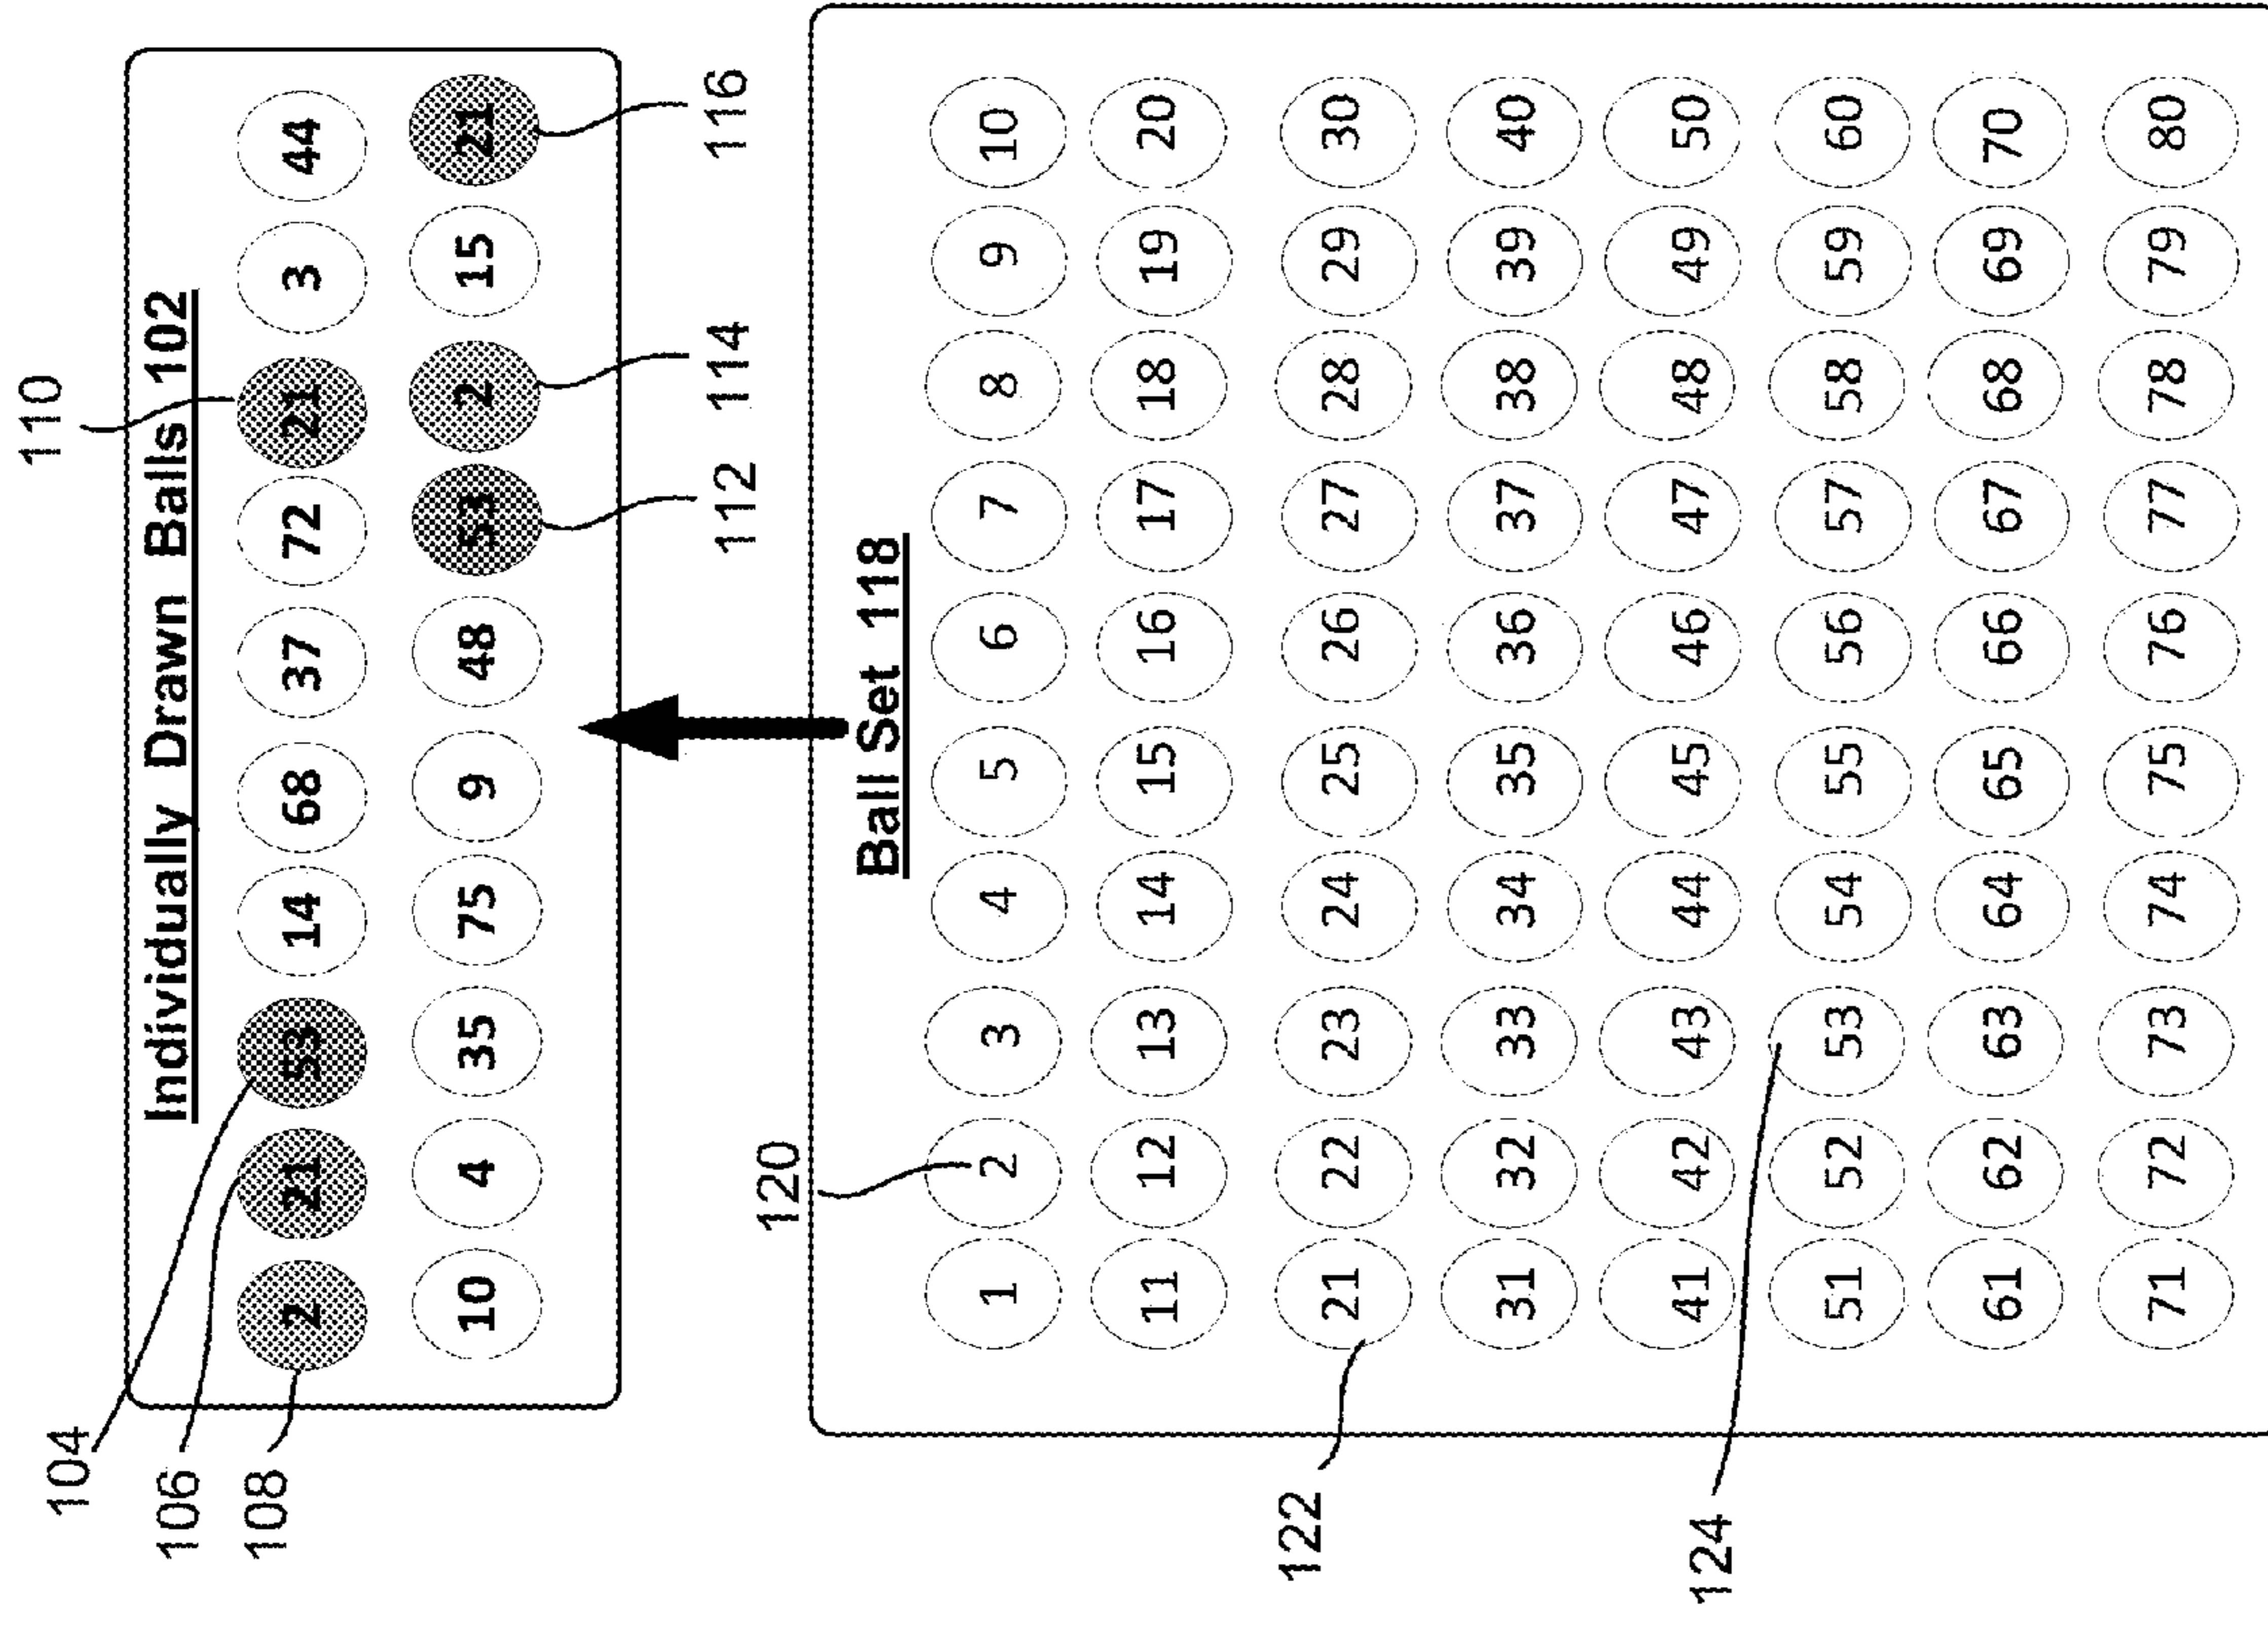 110
104
Individually Drawn Balls 102
106
108
2 21 53 14 68 37 72 21 3 44
10 4 35 75 9 48 53 2 15 21
112 114 116
120
Ball Set 118
1 2 3 4 5 6 7 8 9 10
11 12 13 14 15 16 17 18 19 20
122
21 22 23 24 25 26 27 28 29 30
31 32 33 34 35 36 37 38 39 40
41 42 43 44 45 46 47 48 49 50
124
51 52 53 54 55 56 57 58 59 60
61 62 63 64 65 66 67 68 69 70
71 72 73 74 75 76 77 78 79 80